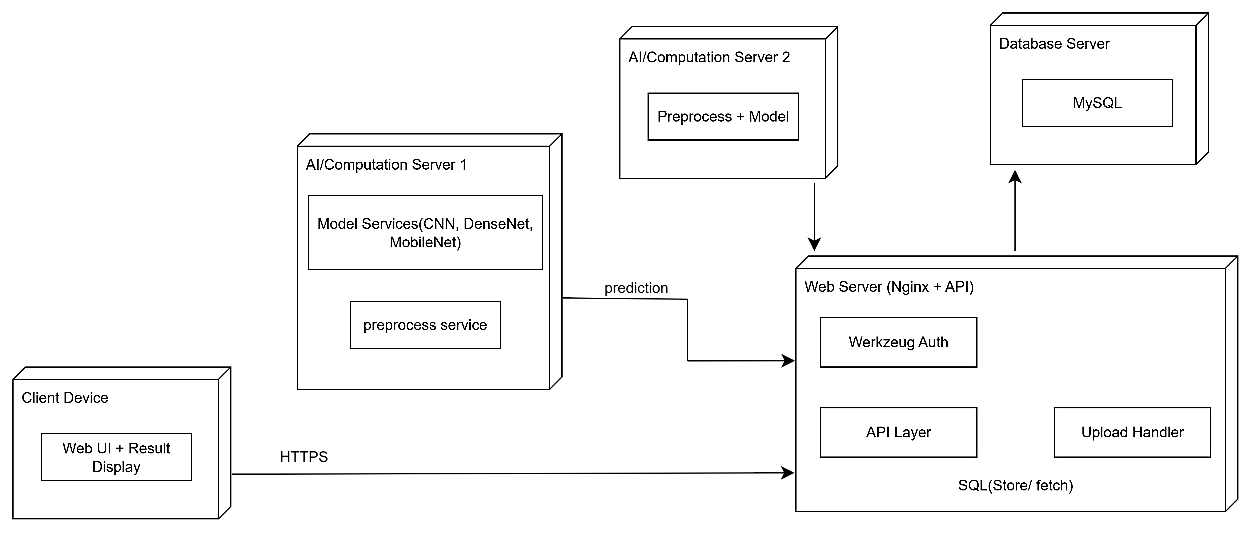 AI/Computation Server 2
Preprocess + Model
Database Server
MySQL
AI/Computation Server 1
Model Services(CNN, DenseNet,
MobileNet)
preprocess service
prediction
Web Server (Nginx + API)
Werkzeug Auth
API Layer
Upload Handler
SQL(Store/ fetch)
Client Device
Web UI + Result
Display
HTTPS